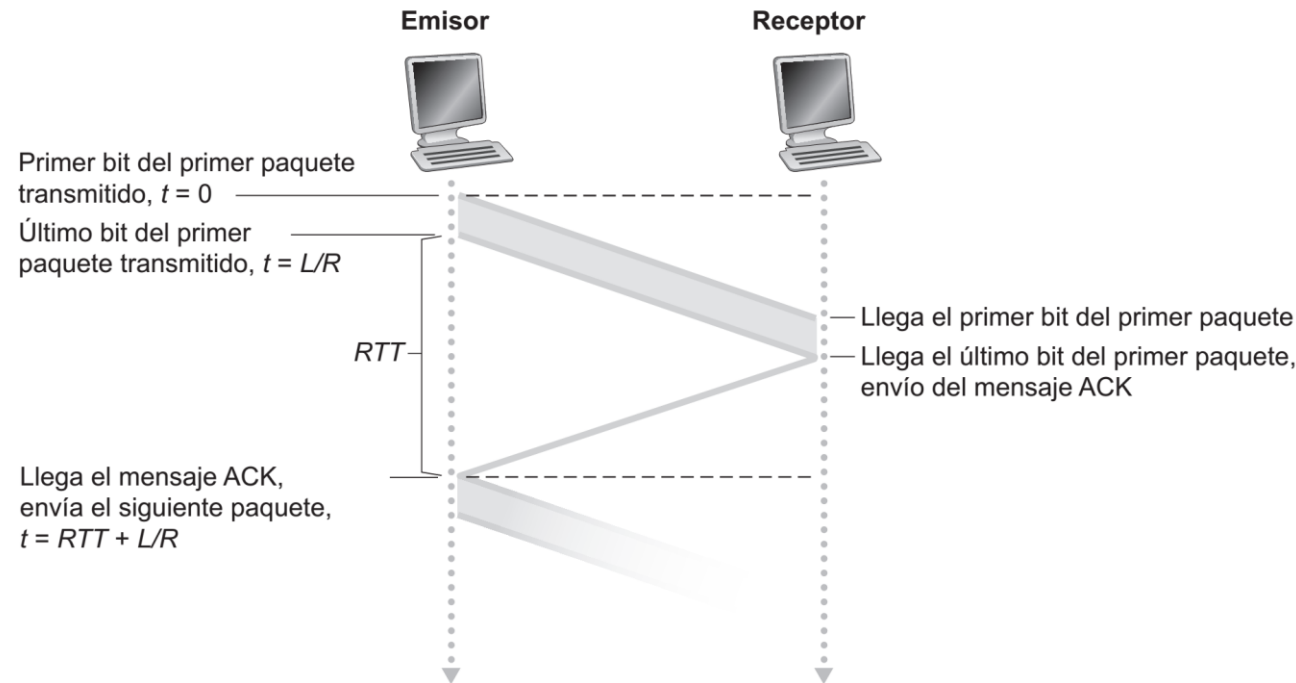 Emisor
Receptor
Primer bit del primer paquete
transmitido, t = 0
Último bit del primer
paquete transmitido, t = L/R
Llega el primer bit del primer paquete
RTT
Llega el último bit del primer paquete,
envío del mensaje ACK
Llega el mensaje ACK,
envía el siguiente paquete,
t = RTT + L/R